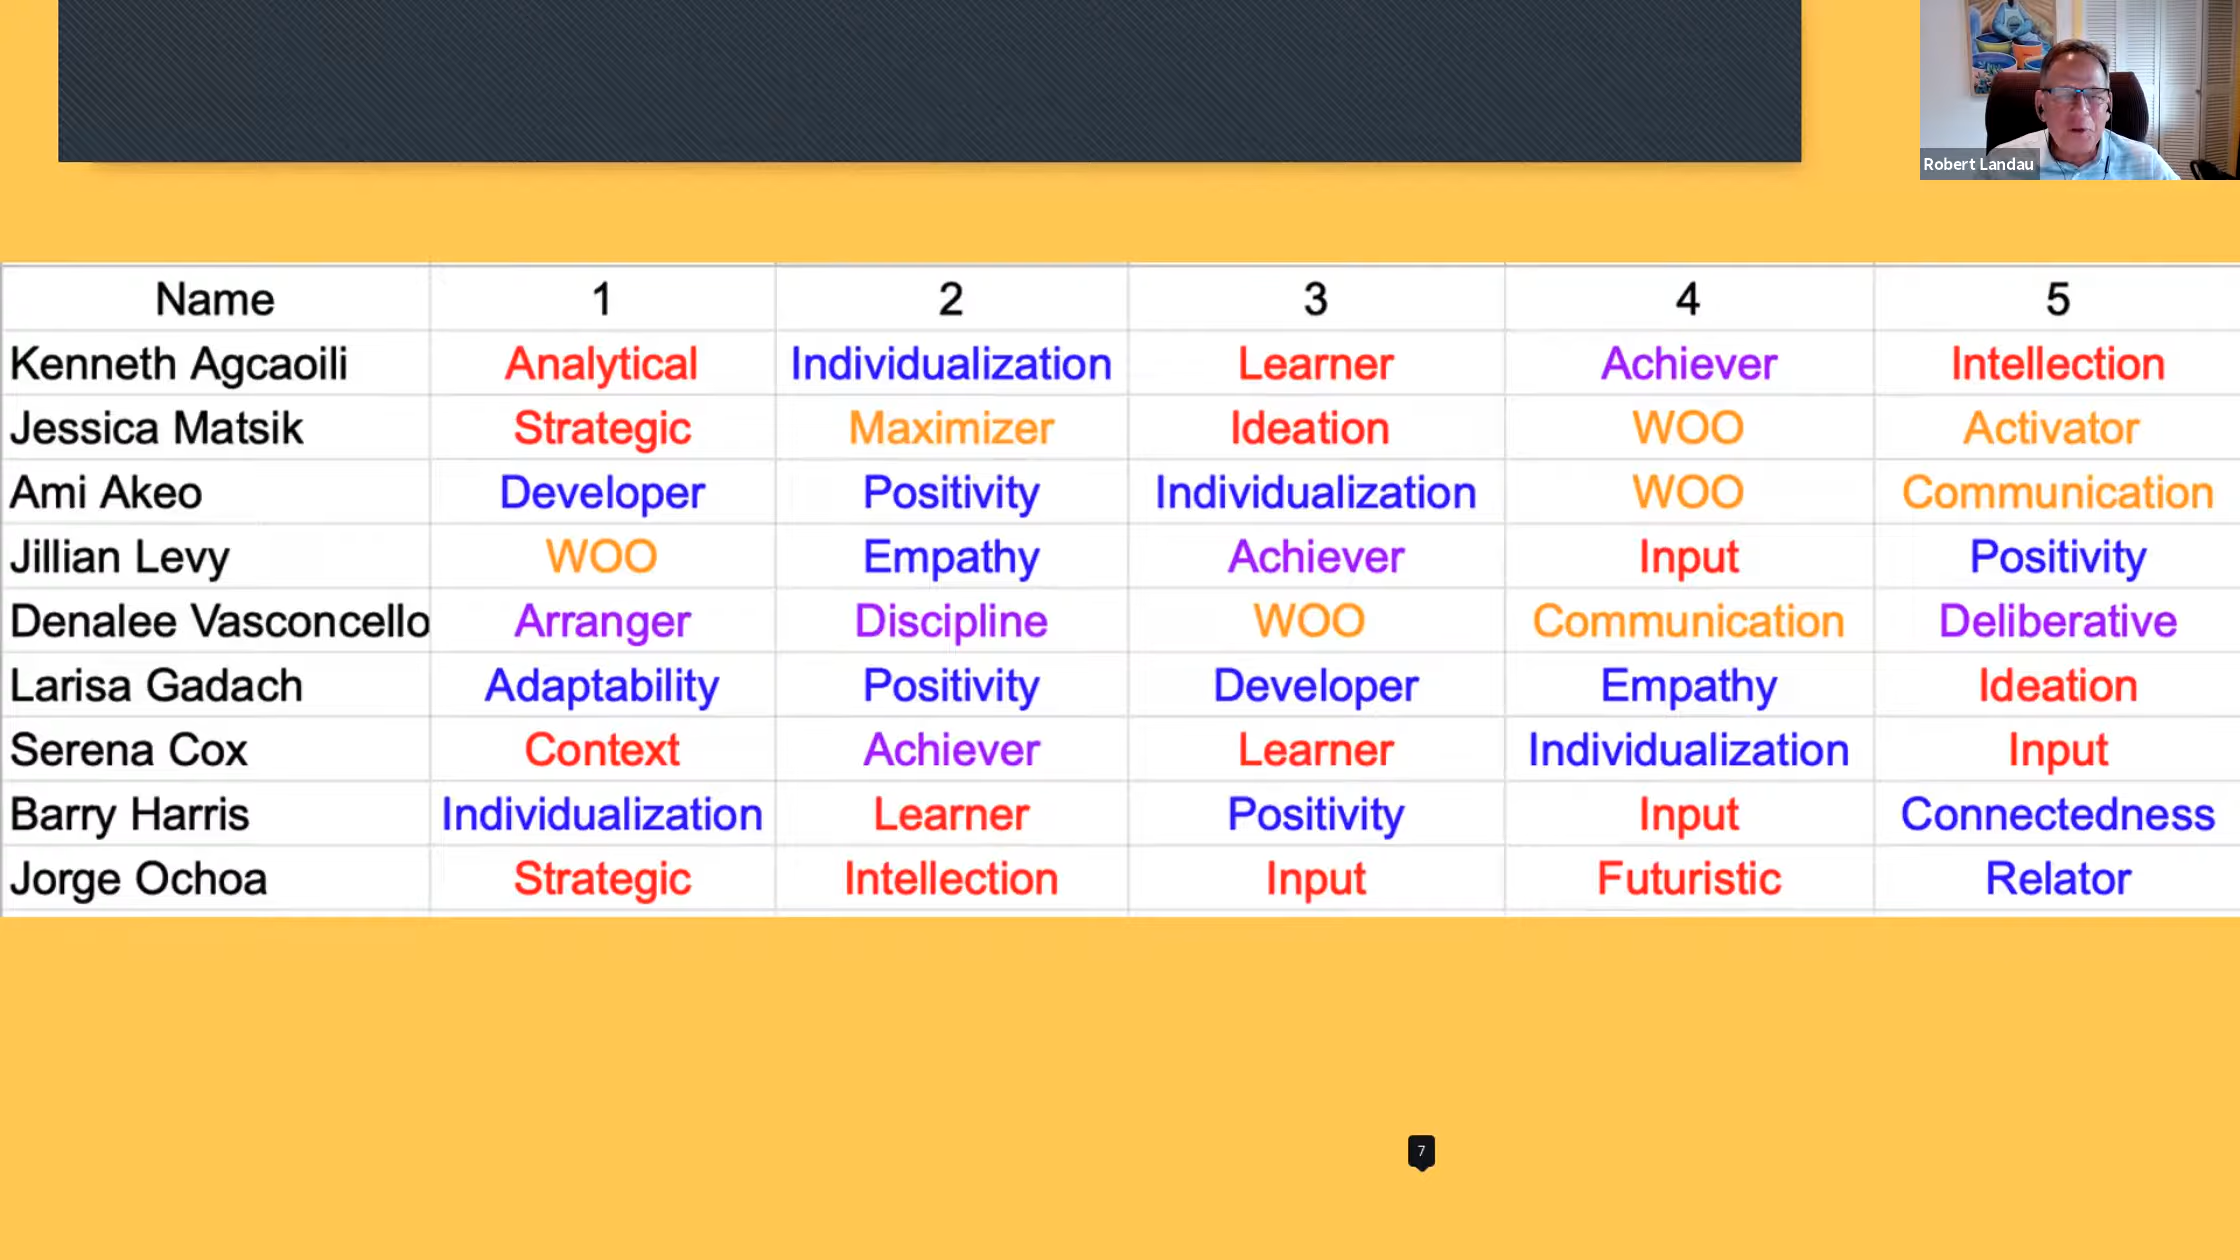 Robert Landau
Name 1 2 3 4 5
Kenneth Agcaoili Analytical Individualization Learner Achiever Intellection
Jessica Matsik Strategic Maximizer Ideation WOO Activator
Ami Akeo Developer Positivity Individualization WOO Communication
Jillian Levy WOO Empathy Achiever Input Positivity
Denalee Vasconcello Arranger Discipline WOO Communication Deliberative
Larisa Gadach Adaptability Positivity Developer Empathy Ideation
Serena Cox Context Achiever Learner Individualization Input
Barry Harris Individualization Learner Positivity Input Connectedness
Jorge Ochoa Strategic Intellection Input Futuristic Relator
7